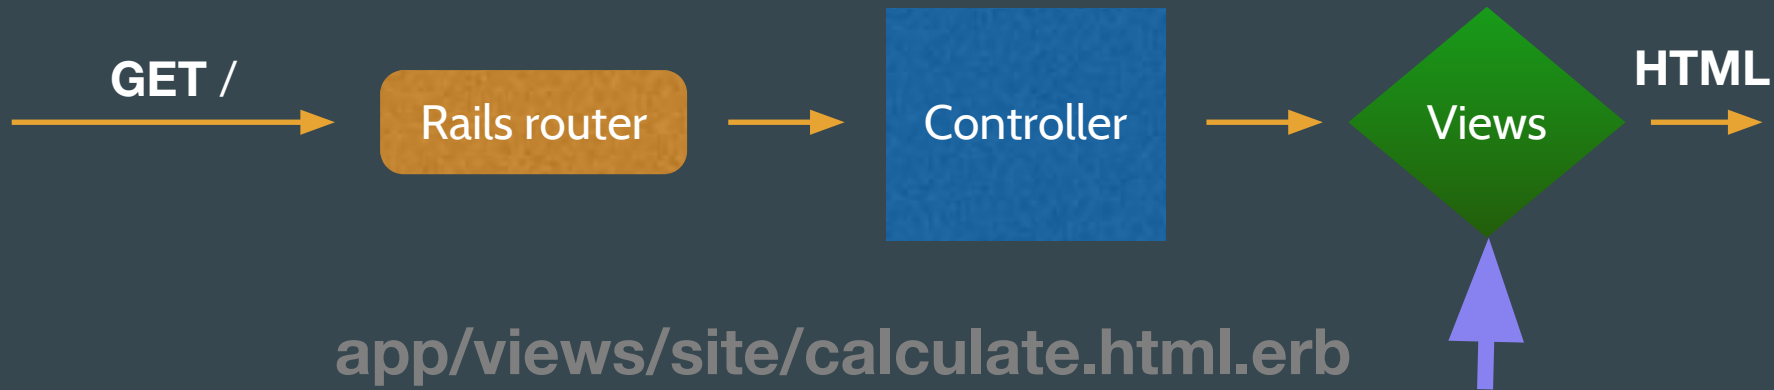 GET /
Rails router
Controller
Views
HTML
app/views/site/calculate.html.erb